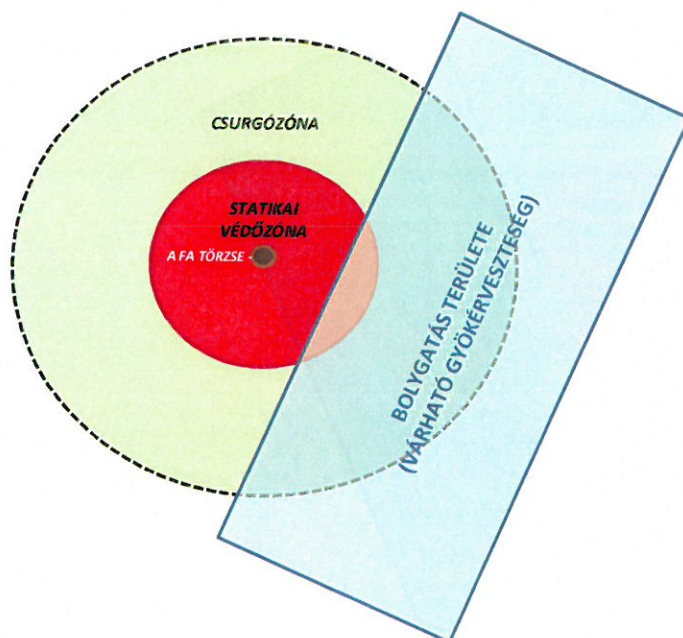 CSURGÓZÓNA
STATIKAI
VÉDŐZÓNA
A FA TÖRZSE
BOLYGATÁS TERÜLETE
(VÁRHATÓ GYÖKÉRVESZTESÉG)